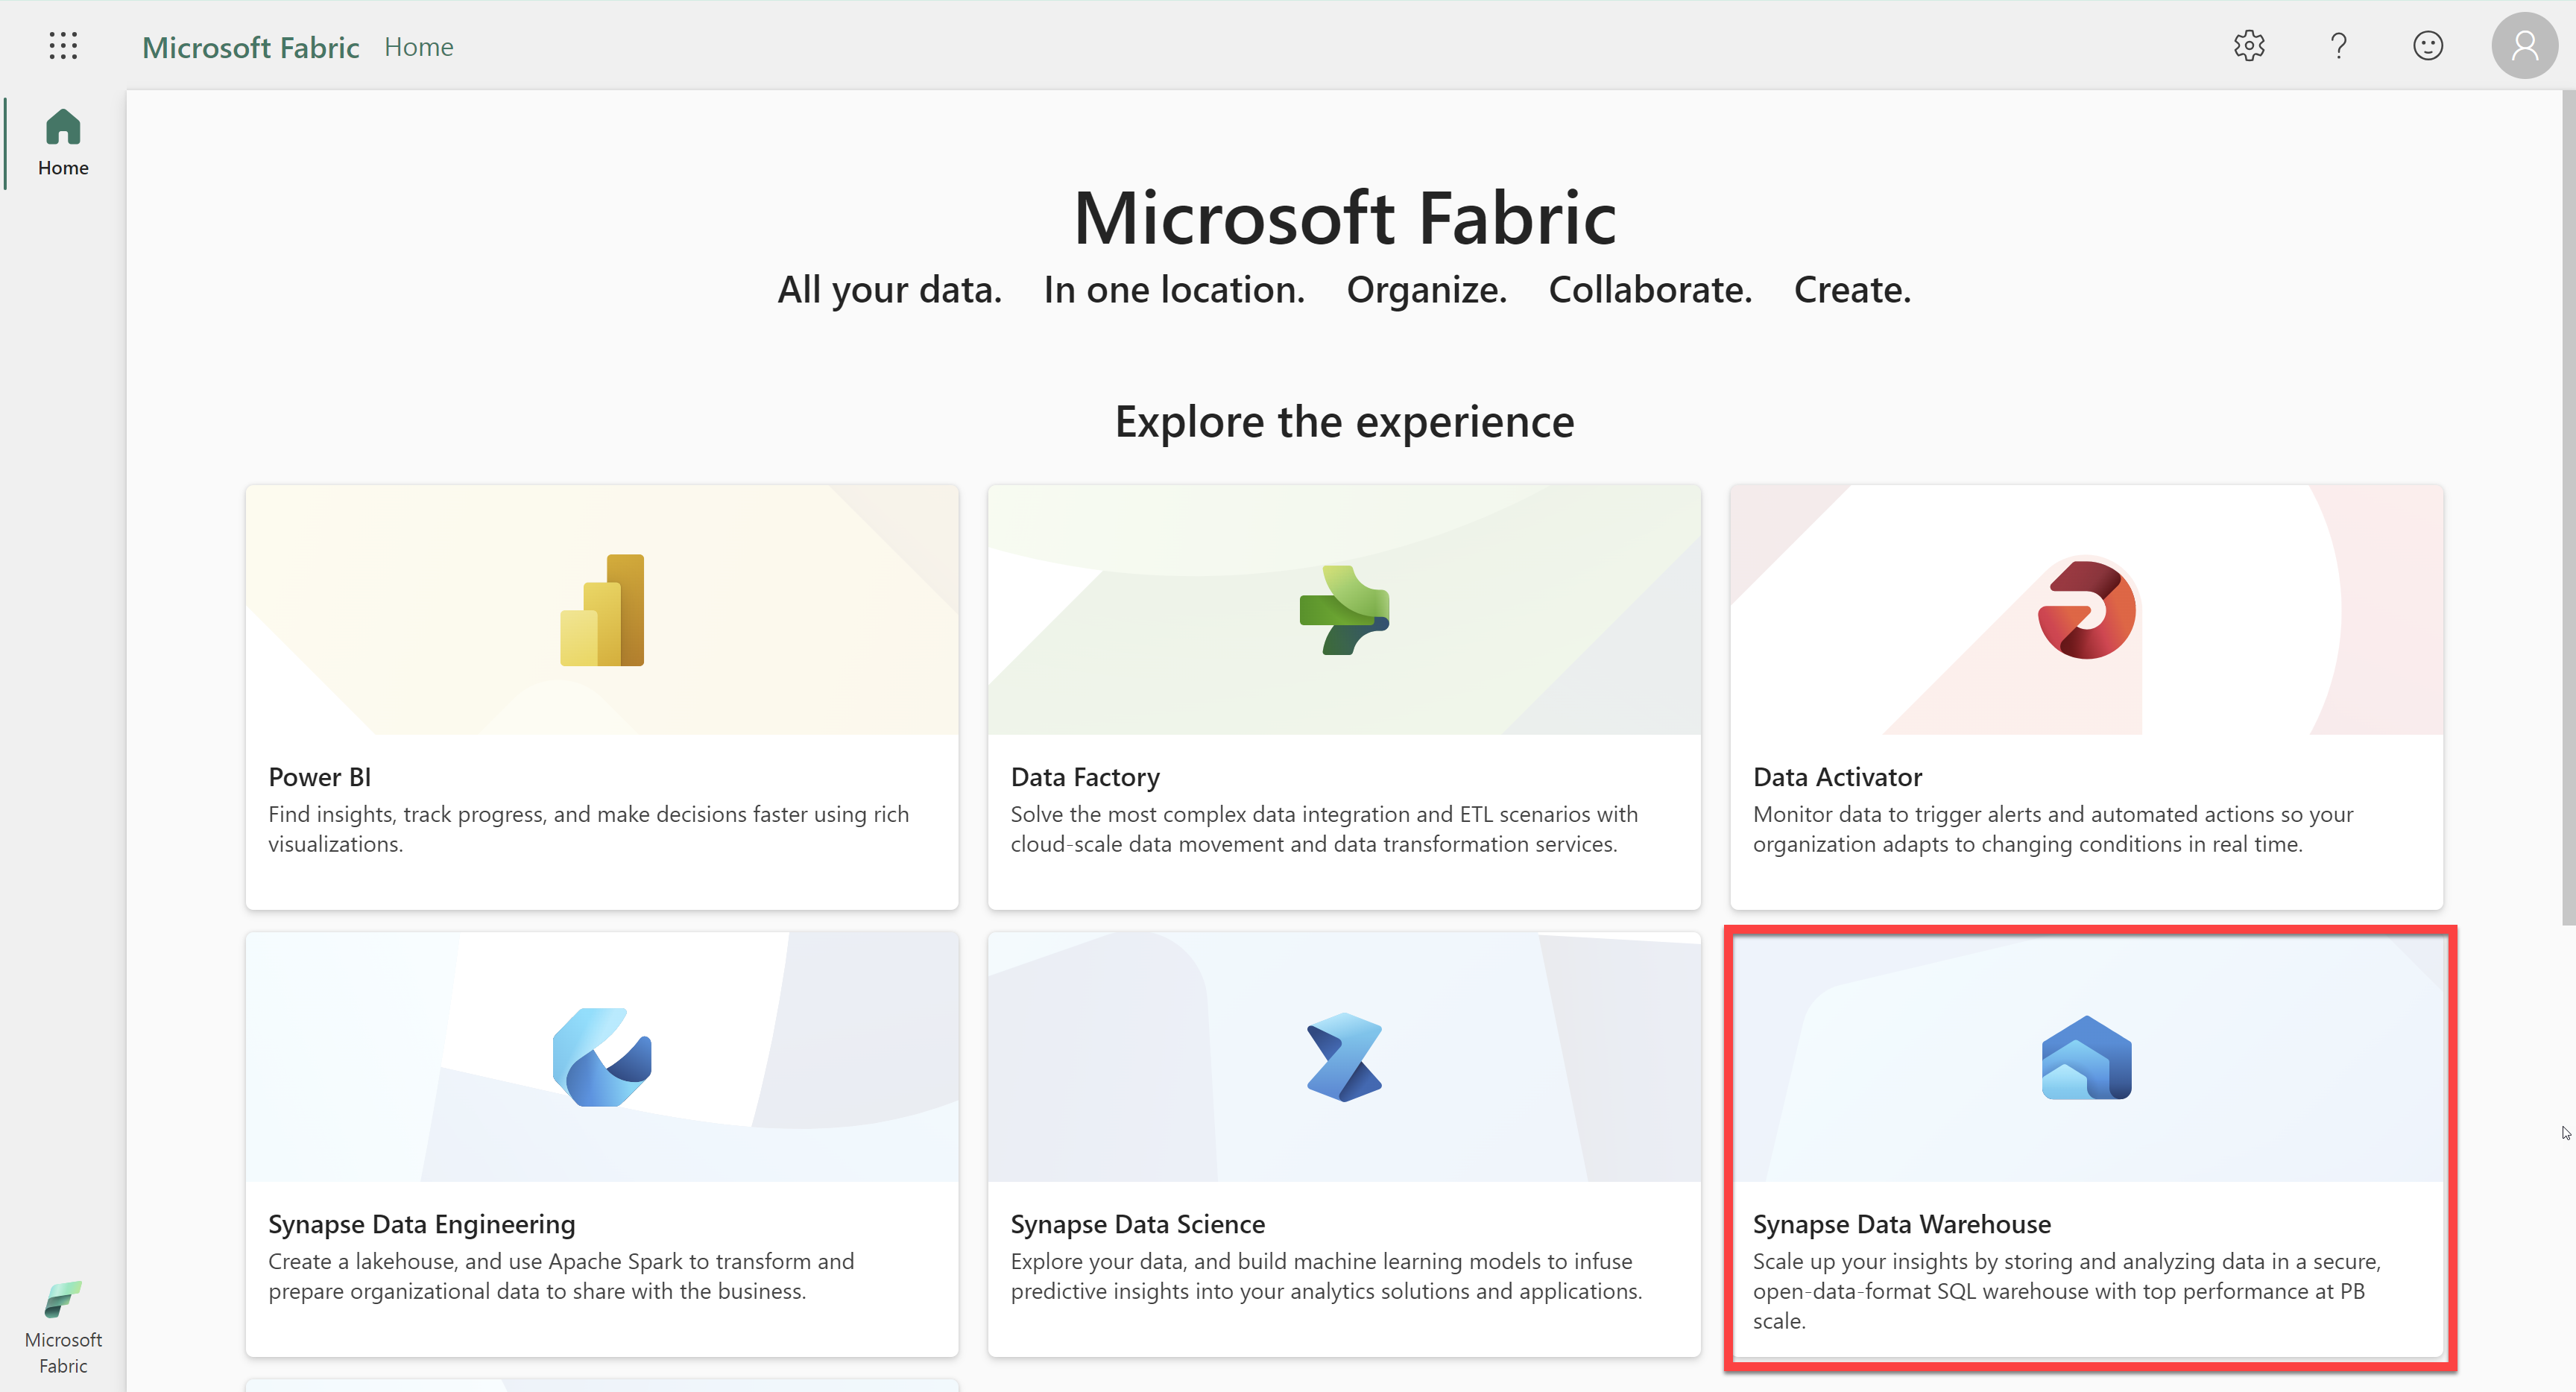 Microsoft Fabric Home
Home
Microsoft Fabric
All your data. In one location. Organize. Collaborate. Create.
Explore the experience
Power BI
Find insights, track progress, and make decisions faster using rich
visualizations.
Data Factory
Solve the most complex data integration and ETL scenarios with
cloud-scale data movement and data transformation services.
Data Activator
Monitor data to trigger alerts and automated actions so your
organization adapts to changing conditions in real time.
Synapse Data Engineering
Create a lakehouse, and use Apache Spark to transform and
prepare organizational data to share with the business.
Synapse Data Science
Explore your data, and build machine learning models to infuse
predictive insights into your analytics solutions and applications.
Synapse Data Warehouse
Scale up your insights by storing and analyzing data in a secure,
open-data-format SQL warehouse with top performance at PB
scale.
Microsoft
Fabric